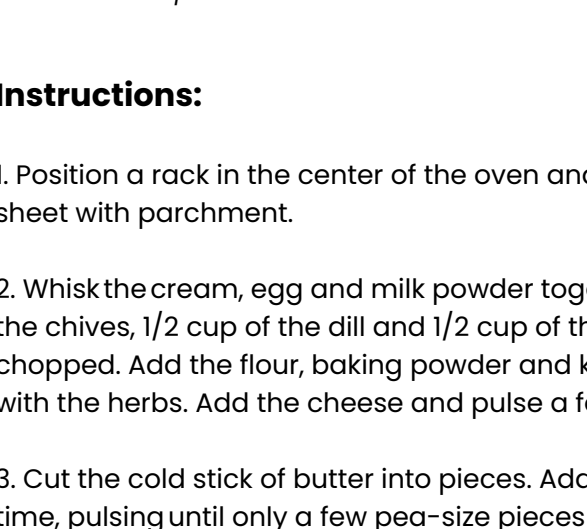 Instructions:
1. Position a rack in the center of the oven and
sheet with parchment.
2. Whisk the cream, egg and milk powder tog
the chives, 1/2 cup of the dill and 1/2 cup of th
chopped. Add the flour, baking powder and k
with the herbs. Add the cheese and pulse a f
3. Cut the cold stick of butter into pieces. Add
time, pulsing until only a few pea-size pieces